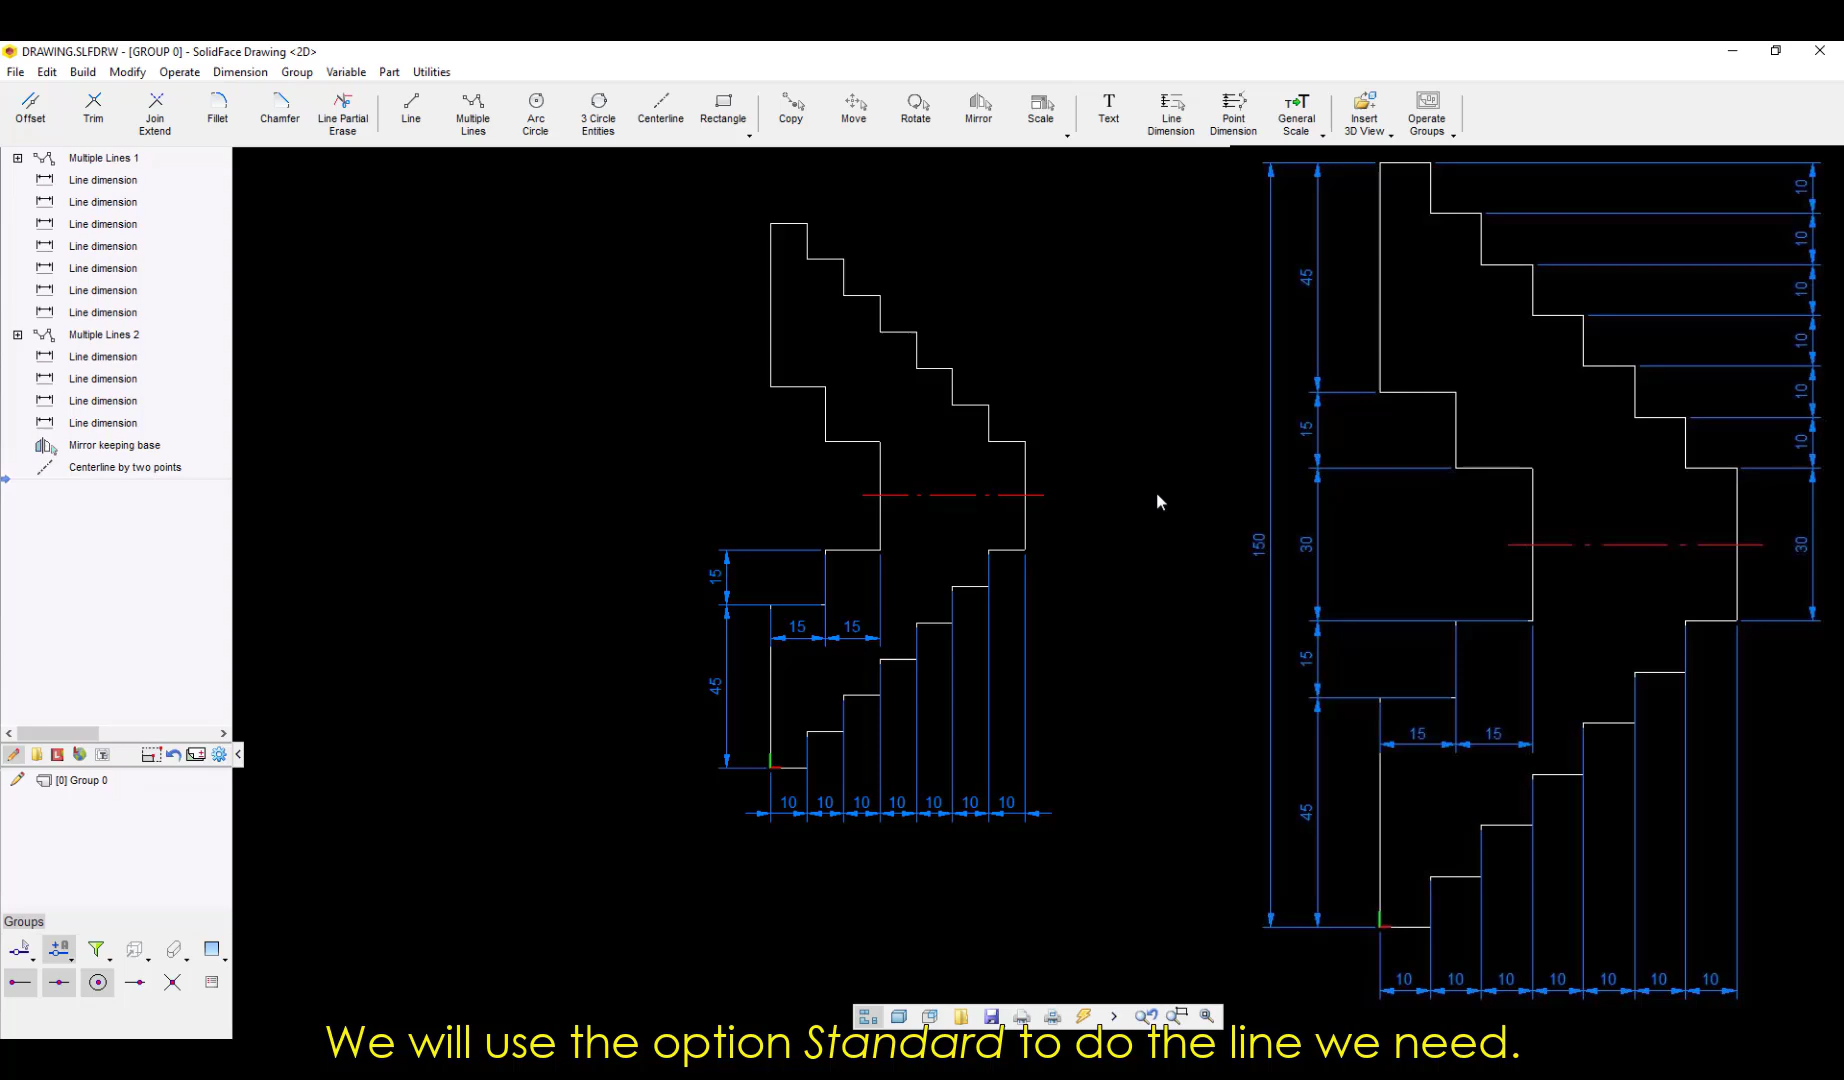 DRAWING.SLFDRW - [GROUP 0] - SolidFace Drawing <2D>
File Edit Build Modify Operate Dimension Group Variable Part Utilities
Offset Trim Join Extend Fillet Chamfer Line Partial Erase Line Multiple Lines Arc Circle 3 Circle Entities Centerline Rectangle Copy Move Rotate Mirror Scale Text Line Dimension Point Dimension General Scale Insert 3D View Operate Groups
Multiple Lines 1
Line dimension
Line dimension
Line dimension
Line dimension
Line dimension
Line dimension
Line dimension
Multiple Lines 2
Line dimension
Line dimension
Line dimension
Line dimension
Mirror keeping base
Centerline by two points
[0] Group 0
Groups
15
15 15
45
10 10 10 10 10 10 10
10
10
45
10
10
10
15
10
150 30 30
15
15 15
45
10 10 10 10 10 10 10
We will use the option Standard to do the line we need.